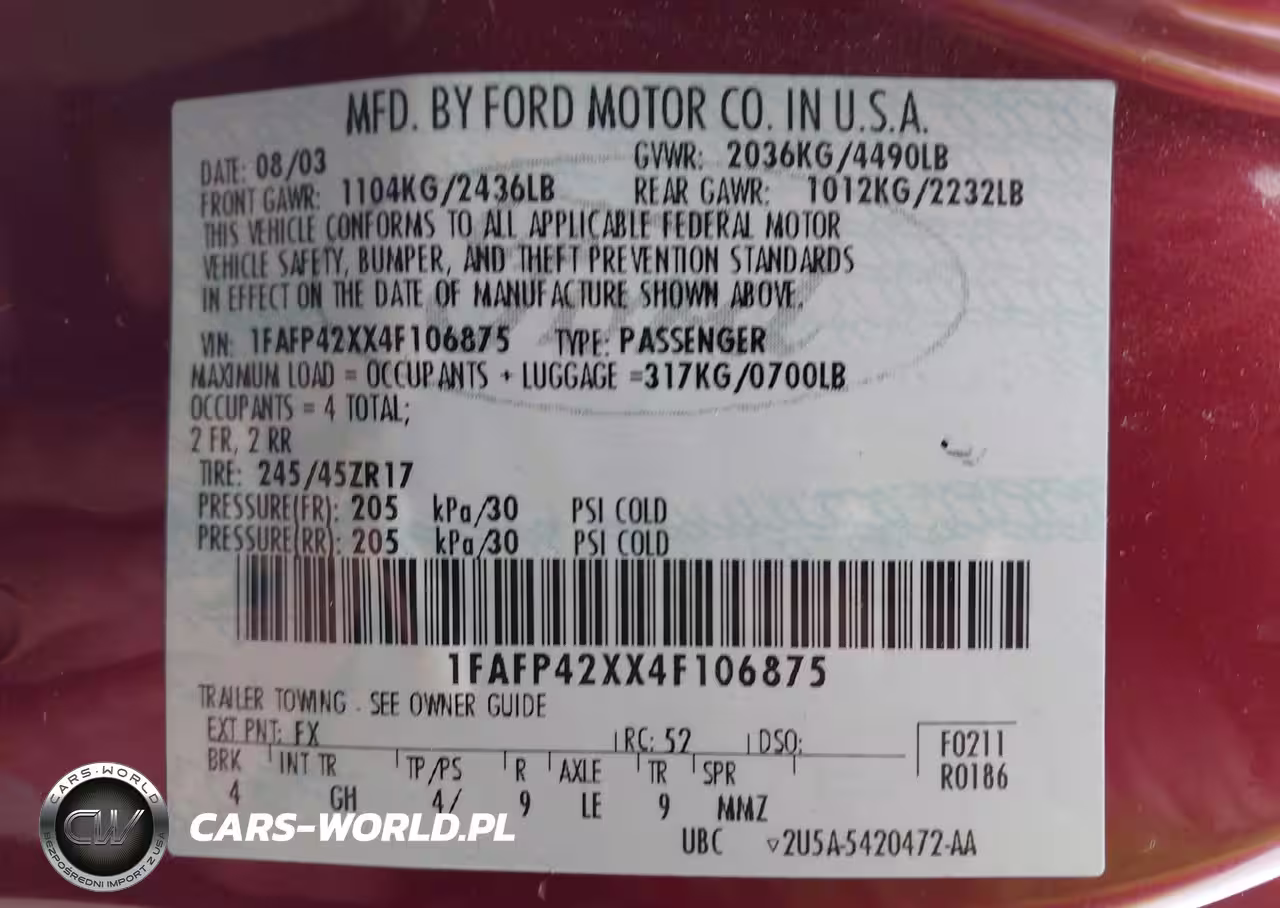 MFD. BY FORD MOTOR CO. IN U.S.A.
DATE: 08/03 GVWR: 2036KG/4490LB
FRONT GAWR: 1104KG/2436LB REAR GAWR: 1012KG/2232LB
THIS VEHICLE CONFORMS TO ALL APPLICABLE FEDERAL MOTOR
VEHICLE SAFETY, BUMPER, AND THEFT PREVENTION STANDARDS
IN EFFECT ON THE DATE OF MANUFACTURE SHOWN ABOVE.
VIN: 1FAFP42XX4F106875 TYPE: PASSENGER
MAXIMUM LOAD = OCCUPANTS + LUGGAGE =317KG/0700LB
OCCUPANTS = 4 TOTAL;
2 FR, 2 RR
TIRE: 245/45ZR17
PRESSURE(FR): 205 kPa/30 PSI COLD
PRESSURE(RR): 205 kPa/30 PSI COLD
1FAFP42XX4F106875
TRAILER TOWING - SEE OWNER GUIDE
EXT PNT: FX RC: 52 DSO: F0211
BRK INT TR TP/PS R AXLE TR SPR R0186
4 GH 4/ 9 LE 9 MMZ
UBC ▽2U5A-5420472-AA
CARS-WORLD
CW
BEZPOŚREDNI IMPORT Z USA
CARS-WORLD.PL